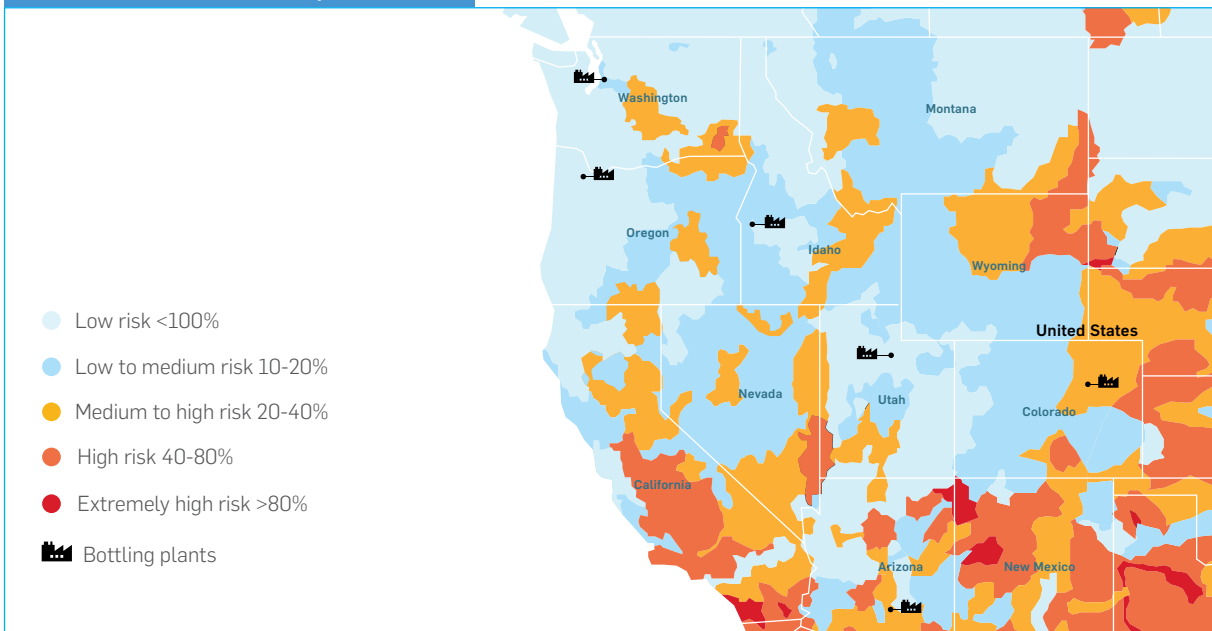 Washington
Montana
Oregon
Idaho
Wyoming
Low risk <100%
United States
Low to medium risk 10-20%
Nevada
Utah
Medium to high risk 20-40%
Colorado
High risk 40-80%
California
Extremely high risk >80%
Bottling plants
Arizona
New Mexico